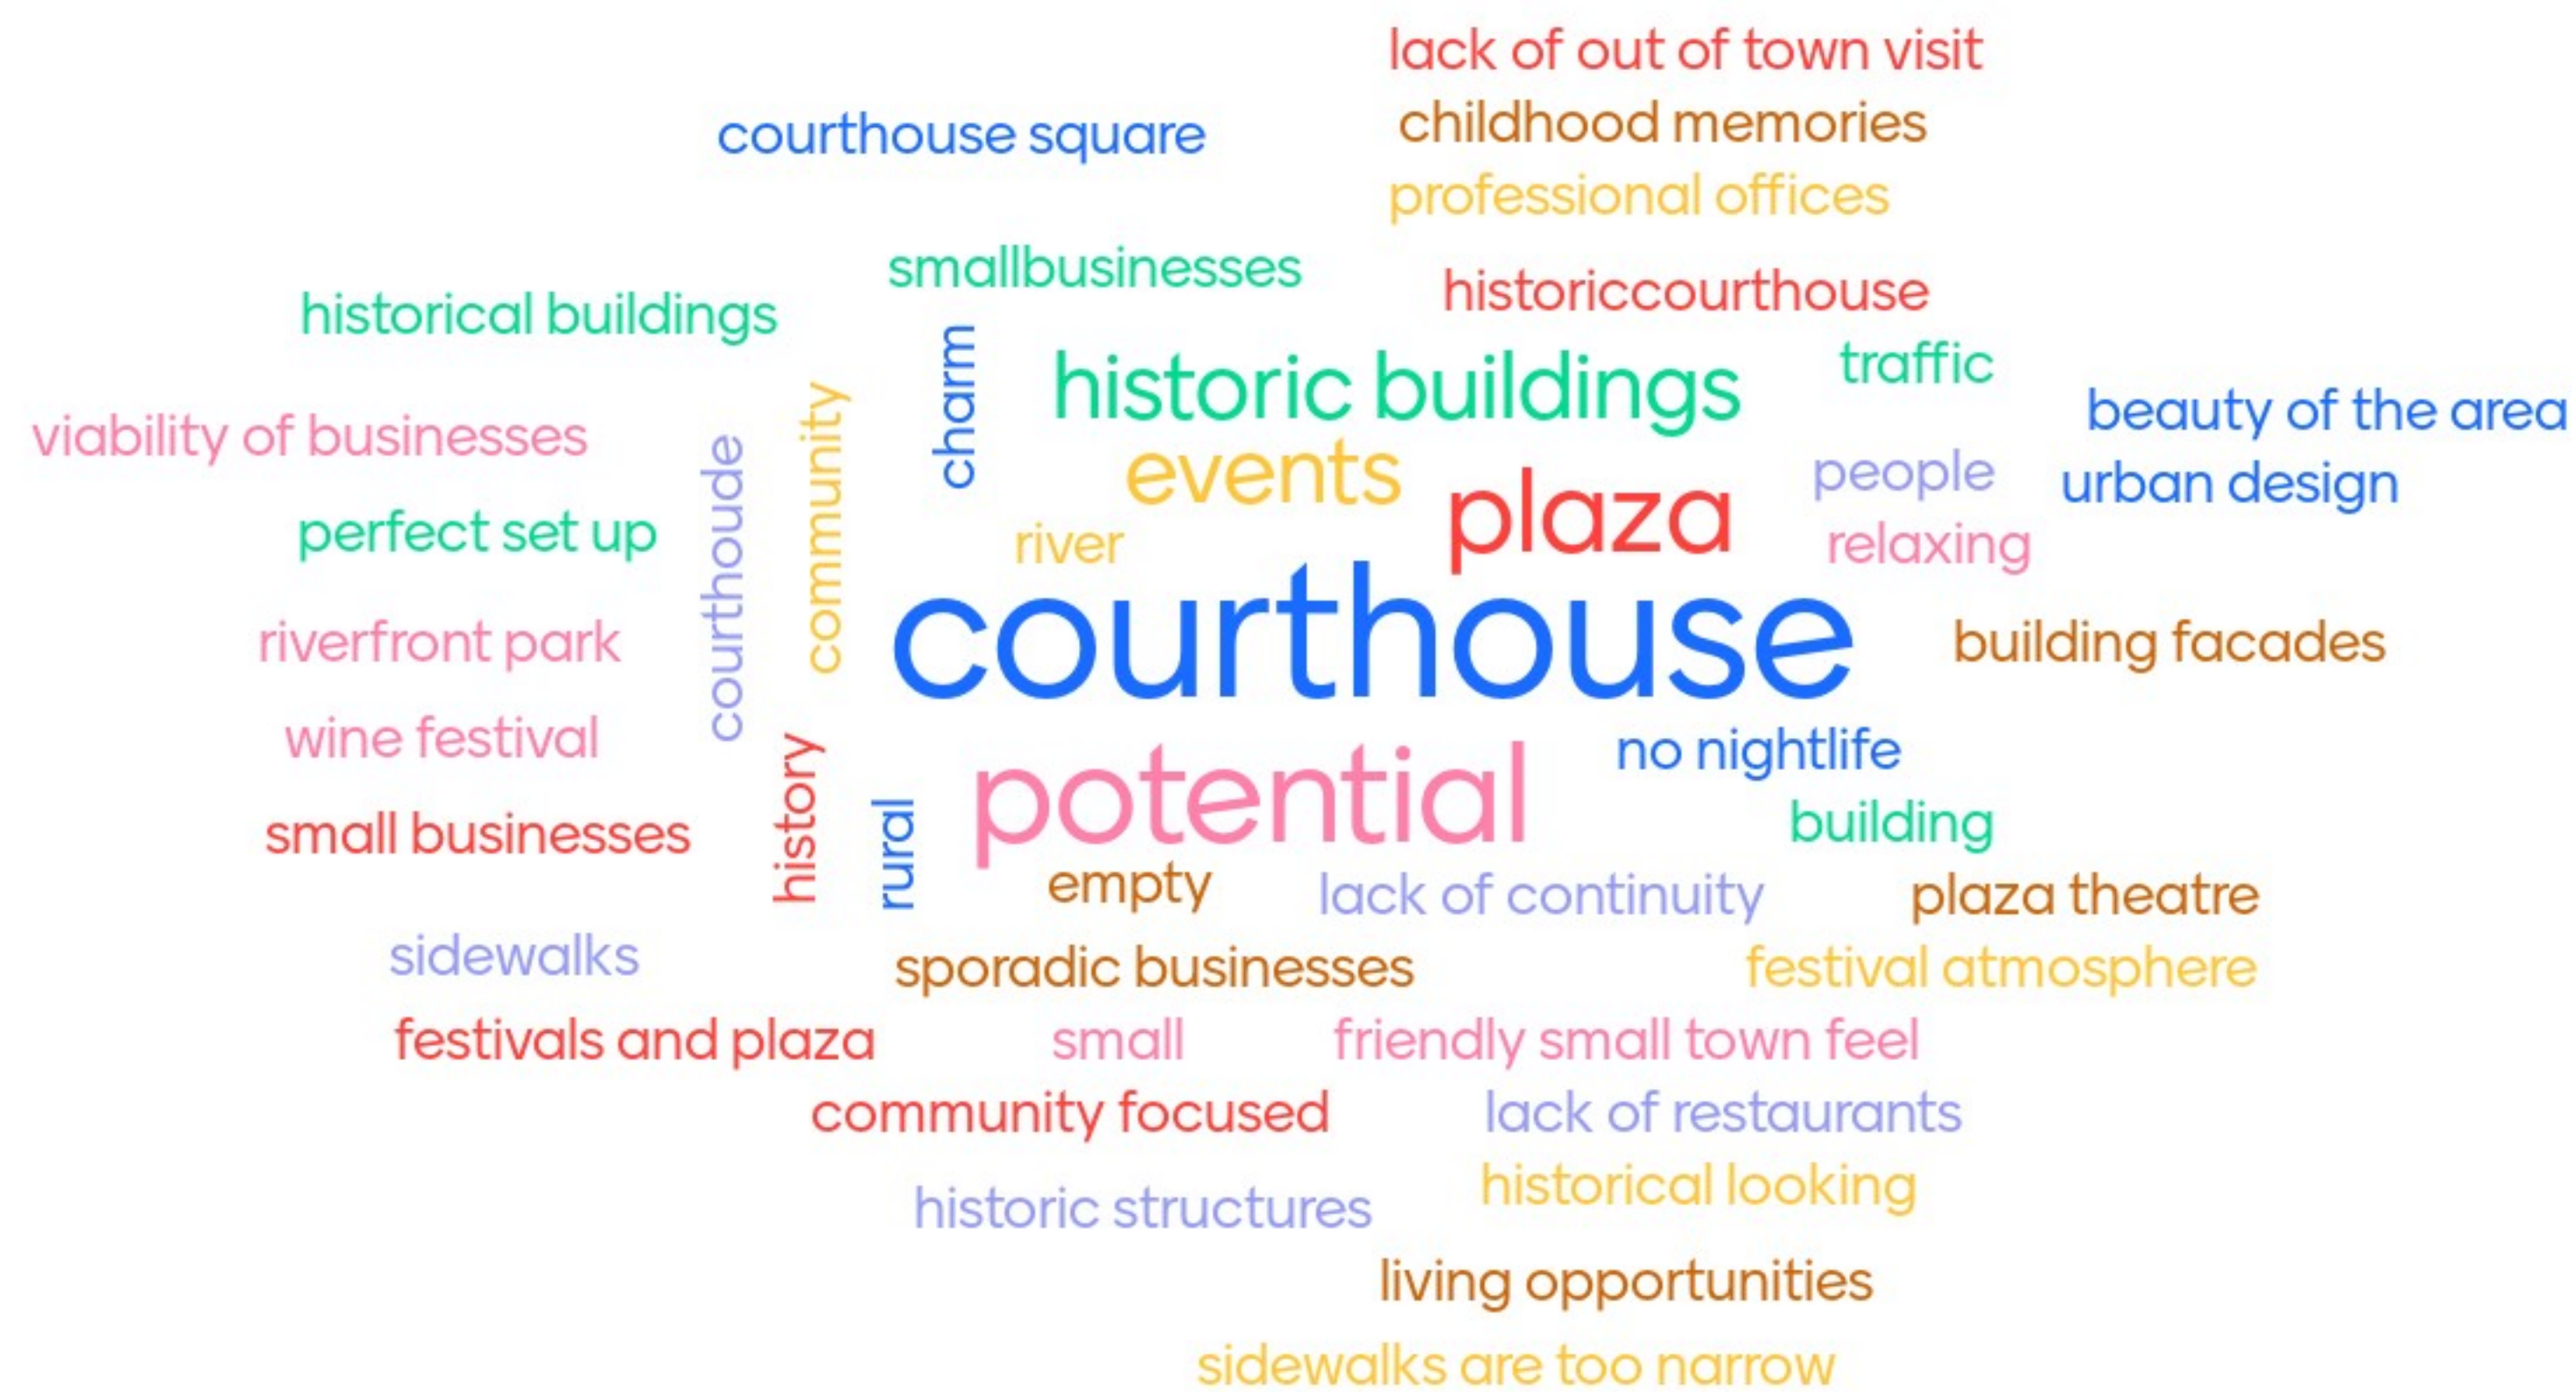 lack of out of town visit
childhood memories
courthouse square
professional offices
smallbusinesses
historiccourthouse
historical buildings
charm
historic buildings
traffic
beauty of the area
viability of businesses
community
courthoude
events
plaza
people
urban design
perfect set up
river
relaxing
courthouse
riverfront park
building facades
wine festival
no nightlife
history
potential
small businesses
rural
building
empty
lack of continuity
plaza theatre
sidewalks
sporadic businesses
festival atmosphere
festivals and plaza
small
friendly small town feel
community focused
lack of restaurants
historic structures
historical looking
living opportunities
sidewalks are too narrow